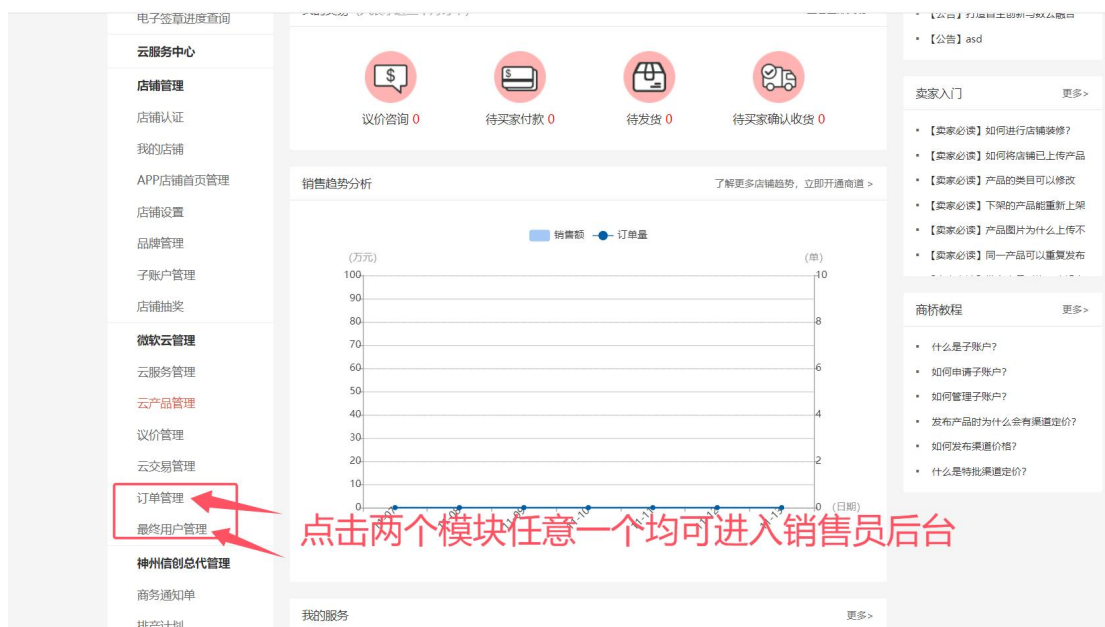 电子签章进度查询
云服务中心
店铺管理
店铺认证
我的店铺
APP店铺首页管理
店铺设置
品牌管理
子账户管理
店铺抽奖
微软云管理
云服务管理
云产品管理
议价管理
云交易管理
订单管理
最终用户管理
神州信创总代管理
商务通知单
排产计划
议价咨询 0
待买家付款 0
待发货 0
待买家确认收货 0
销售趋势分析
了解更多店铺趋势，立即开通商道 >
销售额
订单量
(万元)
(单)
100
90
80
70
60
50
40
30
20
10
0
10
8
6
4
2
0
(日期)
点击两个模块任意一个均可进入销售员后台
我的服务
更多>
【公告】打造自主创新与数云融合
【公告】asd
卖家入门
更多>
【卖家必读】如何进行店铺装修?
【卖家必读】如何将店铺已上传产品
【卖家必读】产品的类目可以修改
【卖家必读】下架的产品能重新上架
【卖家必读】产品图片为什么上传不
【卖家必读】同一产品可以重复发布
商桥教程
更多>
什么是子账户?
如何申请子账户?
如何管理子账户?
发布产品时为什么会有渠道定价?
如何发布渠道价格?
什么是特批渠道定价?